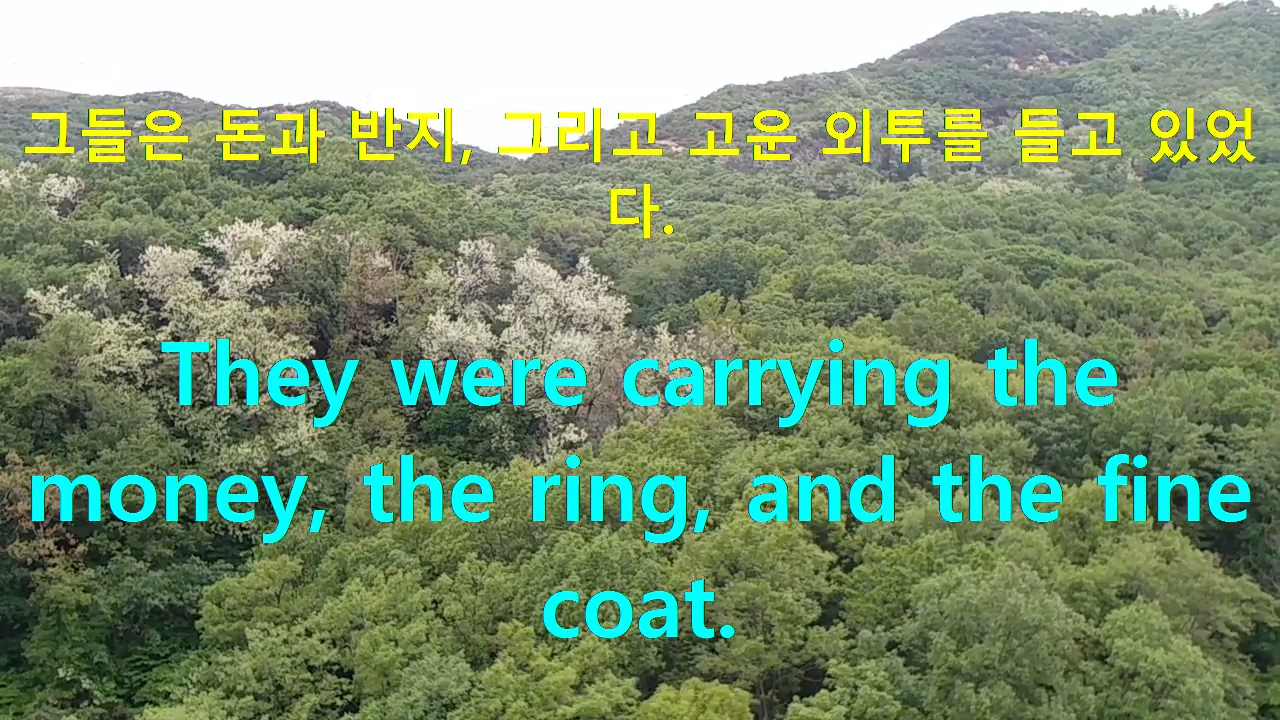 그들은 돈과 반지, 그리고 고운 외투를 들고 있었
다.
They were carrying the
money, the ring, and the fine
coat.